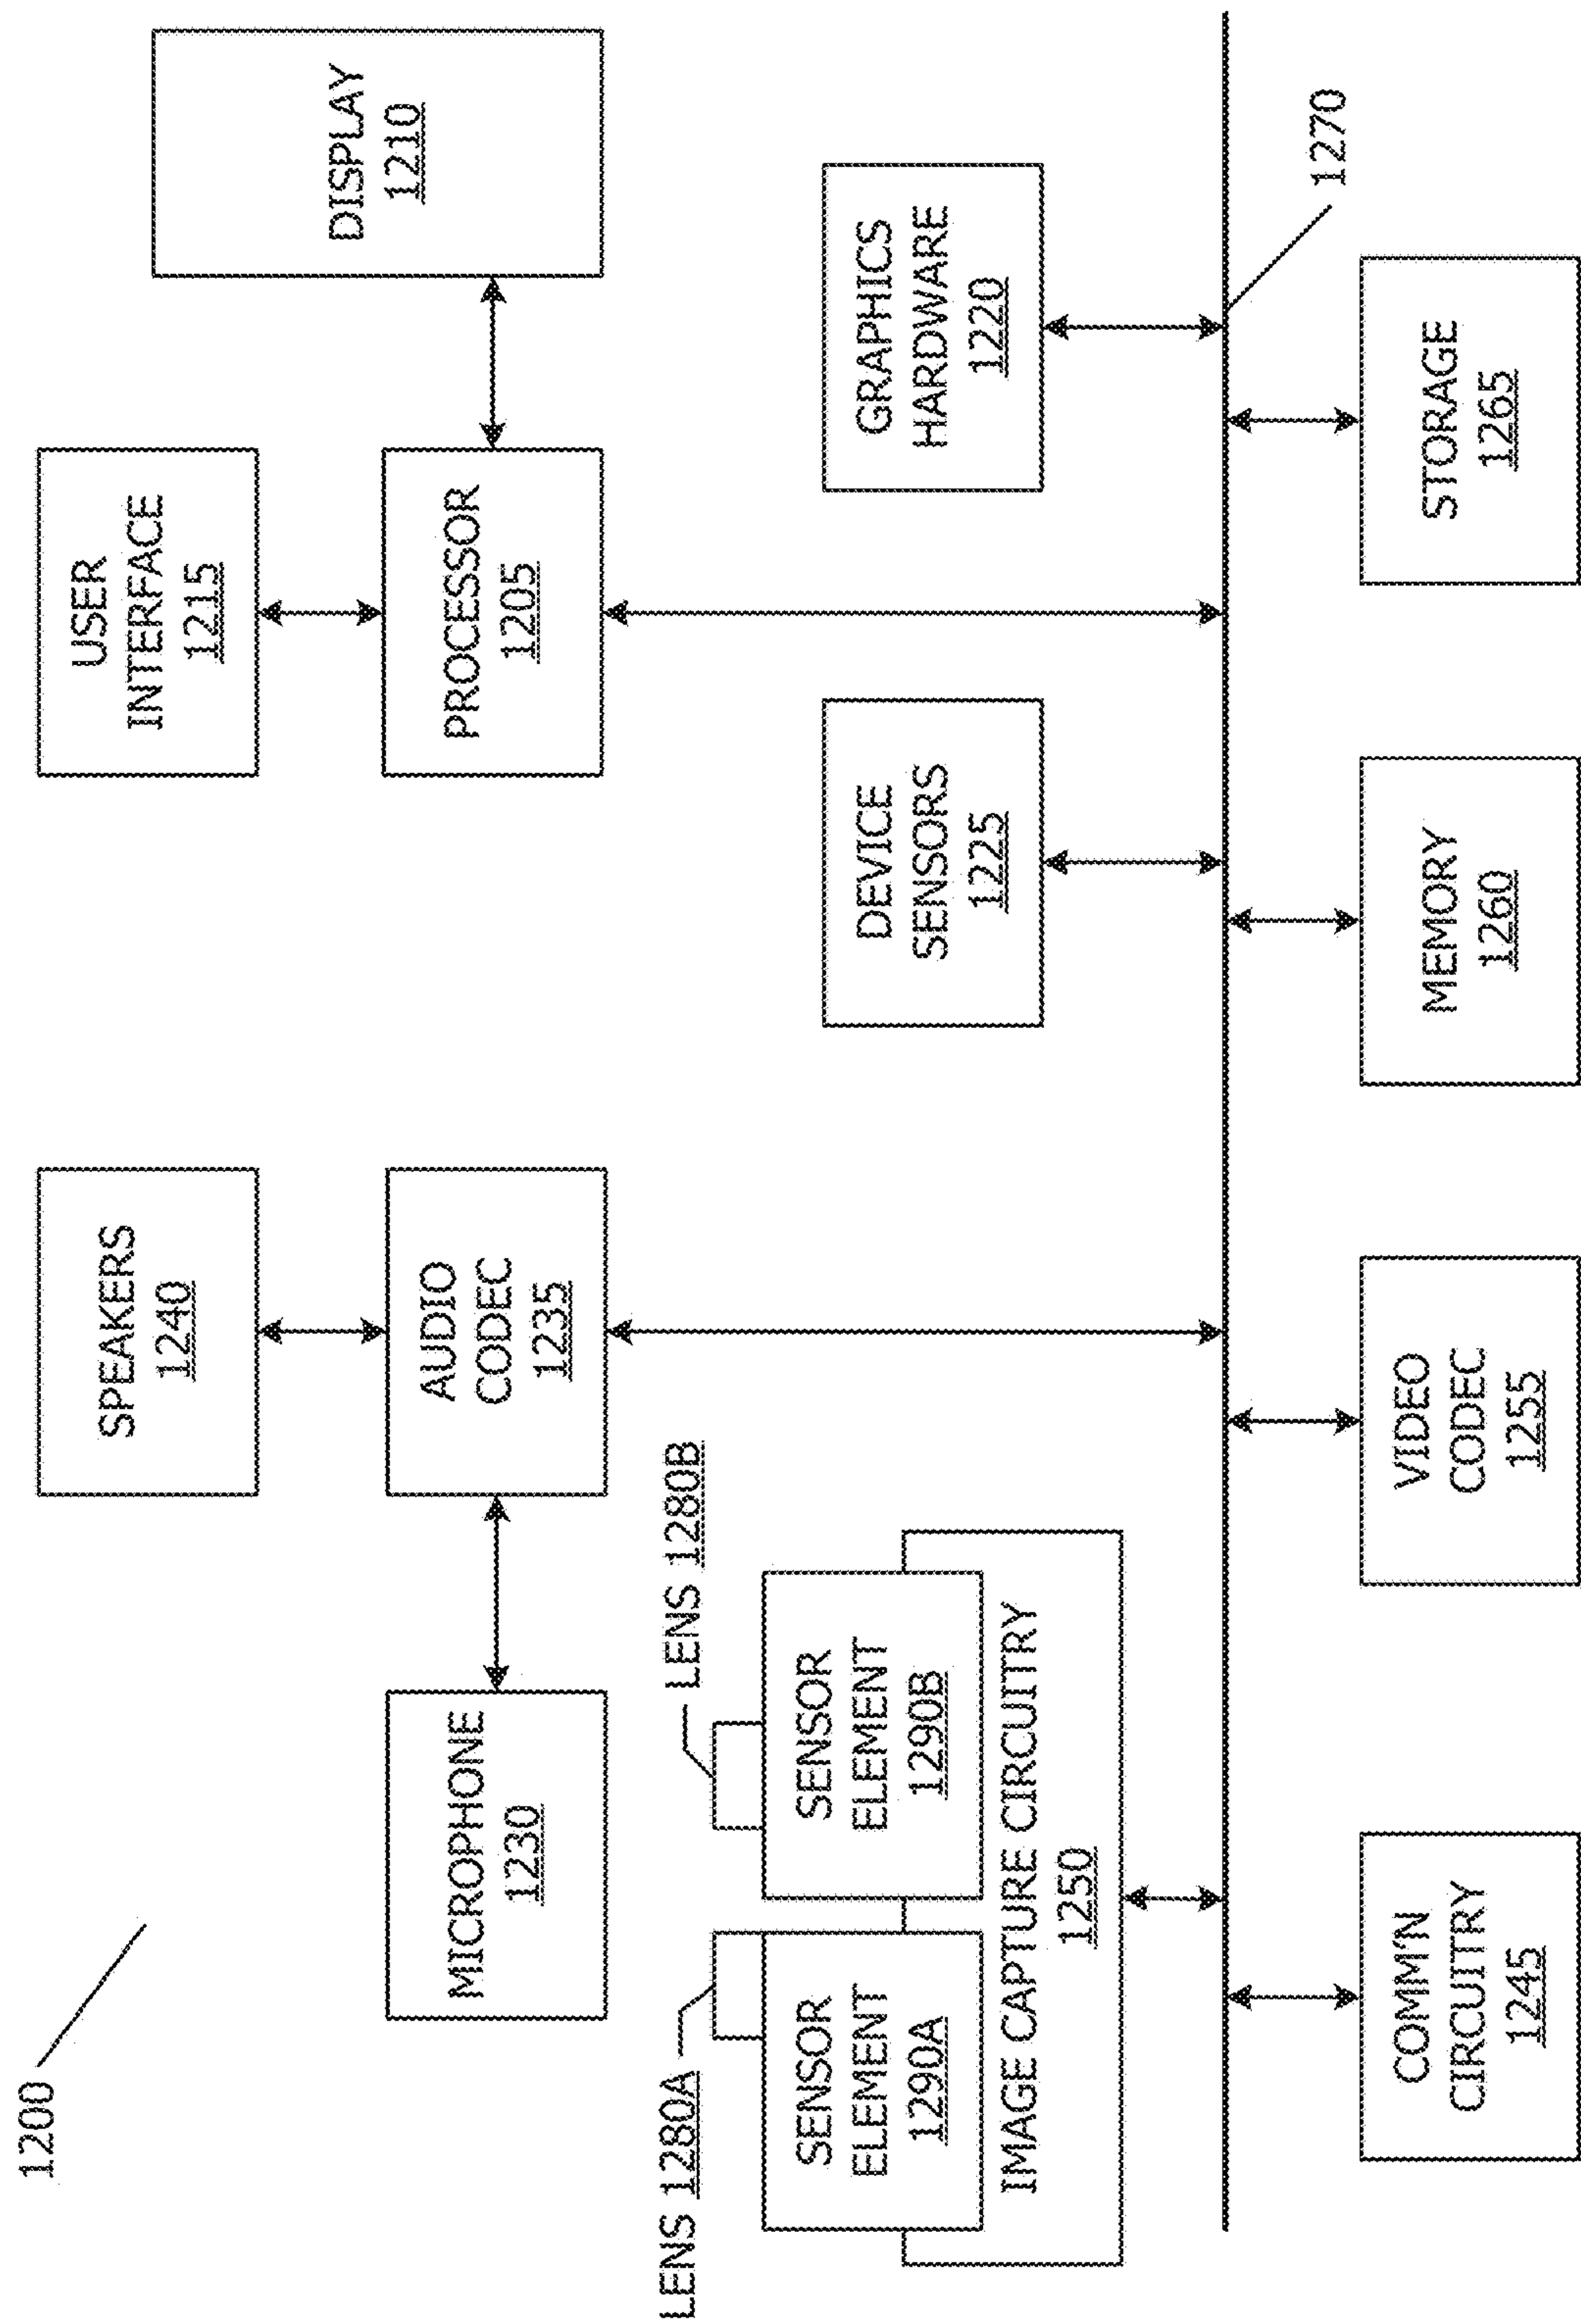 1200
SPEAKERS
1240
USER
INTERFACE
1215
DISPLAY
1210
MICROPHONE
1230
AUDIO
CODEC
1235
PROCESSOR
1205
LENS 1280A
LENS 1280B
SENSOR
ELEMENT
1290A
SENSOR
ELEMENT
1290B
IMAGE CAPTURE CIRCUITRY
1250
DEVICE
SENSORS
1225
GRAPHICS
HARDWARE
1220
1270
COMM'N
CIRCUITRY
1245
VIDEO
CODEC
1255
MEMORY
1260
STORAGE
1265